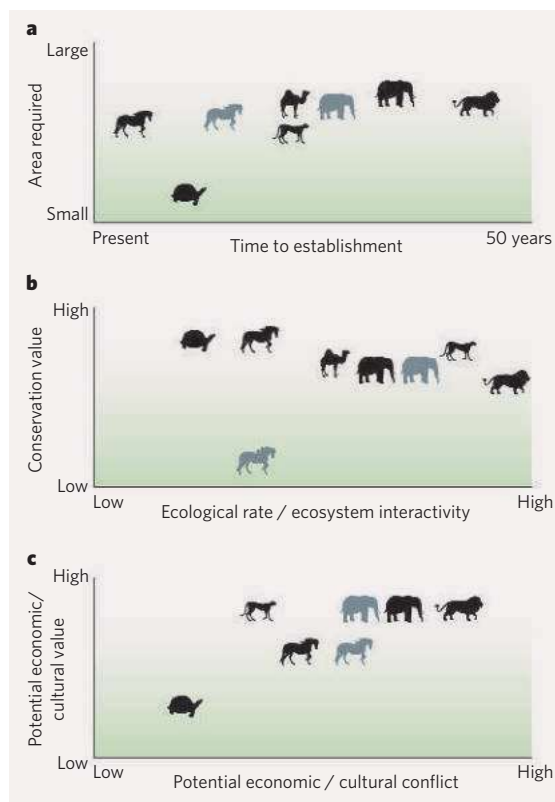 a
Large
Area required
Small
Present
Time to establishment
50 years
b
High
Conservation value
Low
Low
Ecological rate / ecosystem interactivity
High
c
High
Potential economic/
cultural value
Low
Low
Potential economic / cultural conflict
High